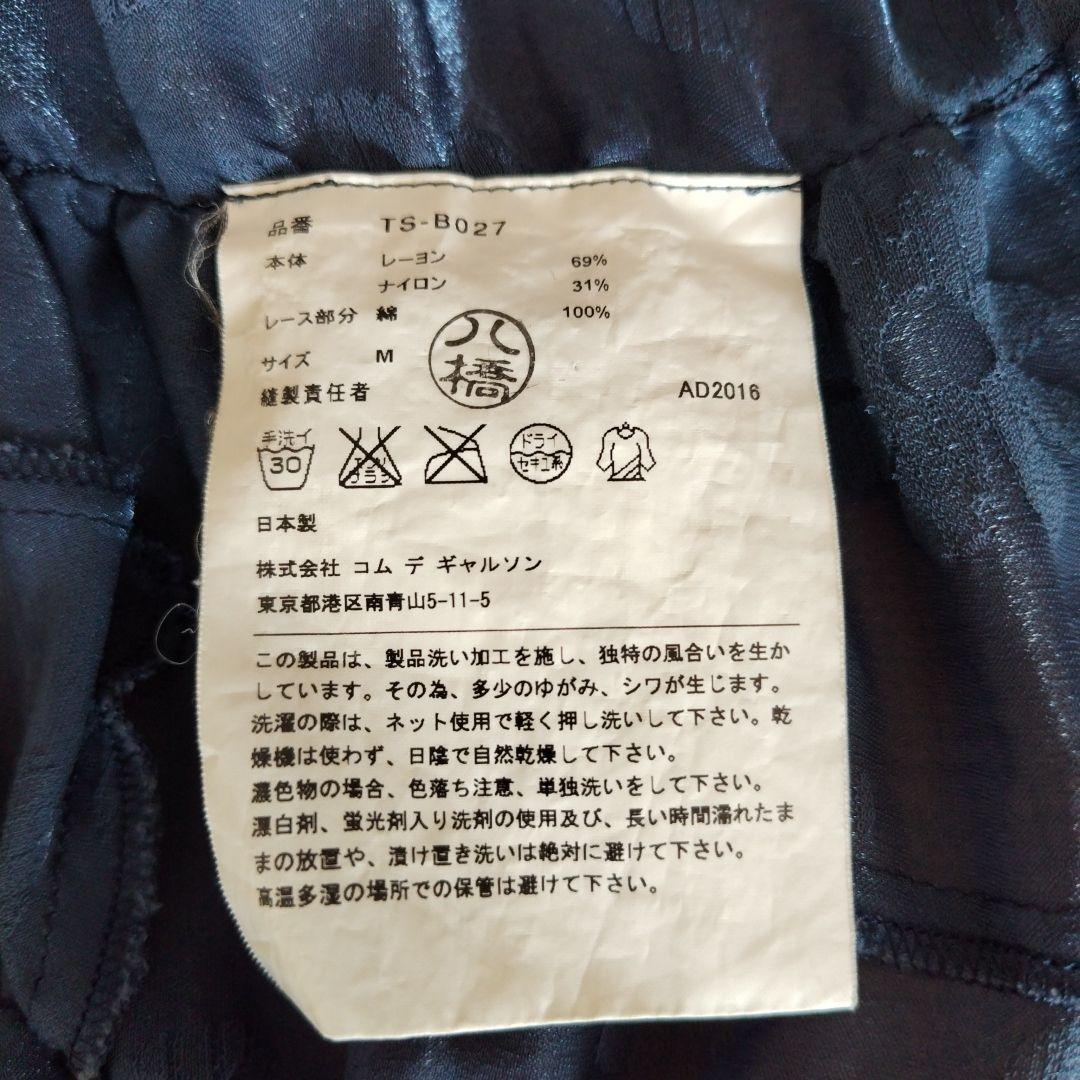 品番 TS-B027
本体 レーヨン 69%
ナイロン 31%
レース部分 綿 100%
サイズ M
八橋
縫製責任者 AD2016
手洗イ 30 エンソ サラシ ドライ セキユ系
日本製
株式会社 コム デ ギャルソン
東京都港区南青山5-11-5
この製品は、製品洗い加工を施し、独特の風合いを生か
しています。その為、多少のゆがみ、シワが生じます。
洗濯の際は、ネット使用で軽く押し洗いして下さい。乾
燥機は使わず、日陰で自然乾燥して下さい。
濃色物の場合、色落ち注意、単独洗いをして下さい。
漂白剤、蛍光剤入り洗剤の使用及び、長い時間濡れたま
まの放置や、漬け置き洗いは絶対に避けて下さい。
高温多湿の場所での保管は避けて下さい。